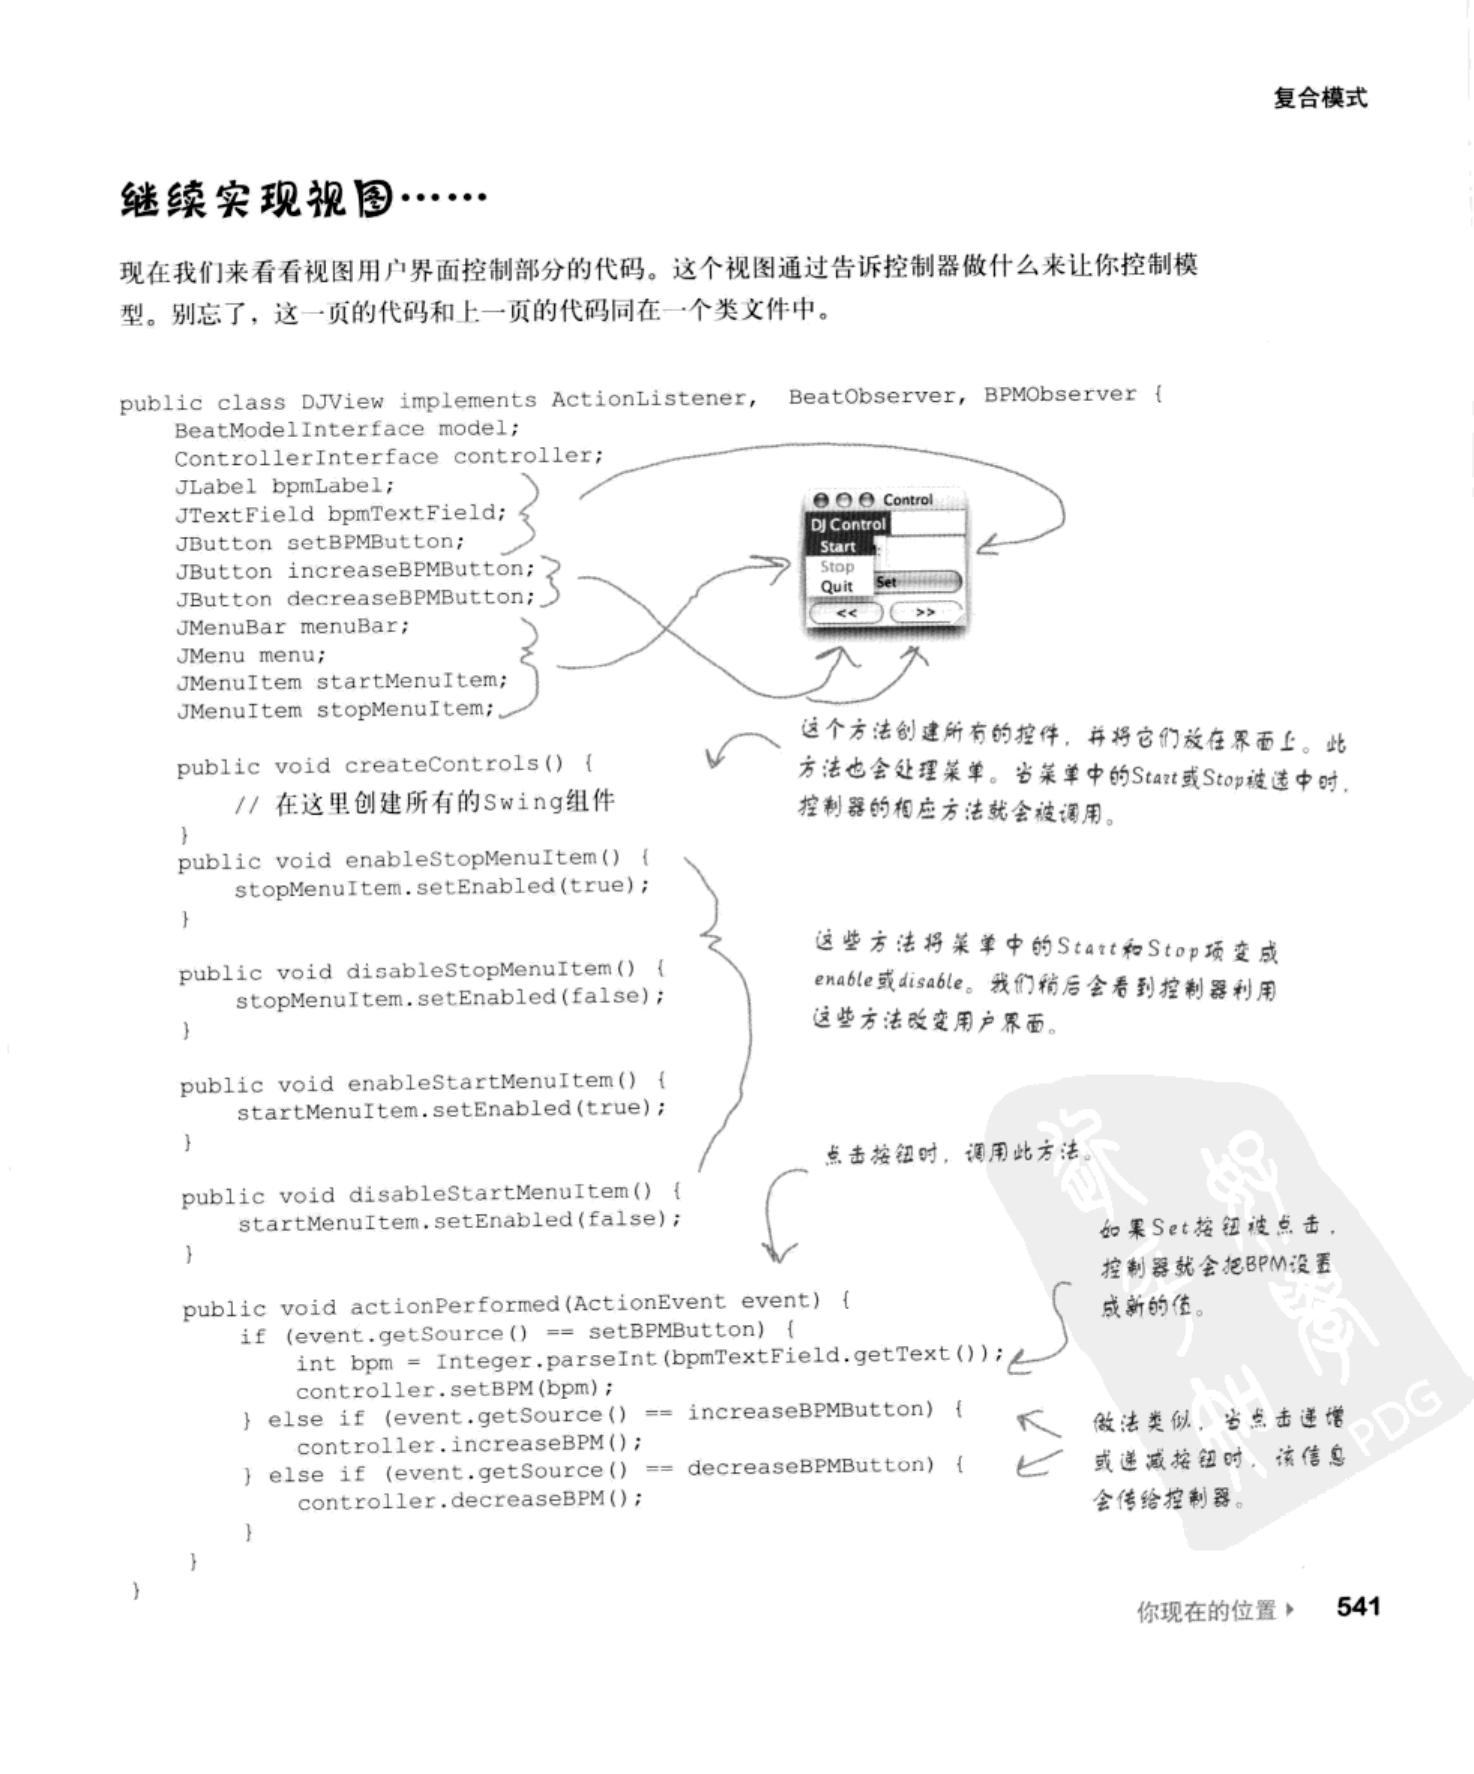 复合模式
继续实现视图……
现在我们来看看视图用户界面控制部分的代码。这个视图通过告诉控制器做什么来让你控制模
型。别忘了，这一页的代码和上一页的代码同在一个类文件中。
public class DJView implements ActionListener,  BeatObserver, BPMObserver {
    BeatModelInterface model;
    ControllerInterface controller;
    JLabel bpmLabel;
    JTextField bpmTextField;
    JButton setBPMButton;
    JButton increaseBPMButton;
    JButton decreaseBPMButton;
    JMenuBar menuBar;
    JMenu menu;
    JMenuItem startMenuItem;
    JMenuItem stopMenuItem;
Control
DJ Control
Start
Stop
Quit
Set
<<
>>
这个方法创建所有的控件，并将它们放在界面上。此
方法也会处理菜单。当菜单中的Start或Stop被选中时，
控制器的相应方法就会被调用。
    public void createControls() {
        // 在这里创建所有的Swing组件
    }
    public void enableStopMenuItem() {
        stopMenuItem.setEnabled(true);
    }
    public void disableStopMenuItem() {
        stopMenuItem.setEnabled(false);
    }
    public void enableStartMenuItem() {
        startMenuItem.setEnabled(true);
    }
    public void disableStartMenuItem() {
        startMenuItem.setEnabled(false);
    }
这些方法将菜单中的Start和Stop项变成
enable或disable。我们稍后会看到控制器利用
这些方法改变用户界面。
点击按钮时，调用此方法。
    public void actionPerformed(ActionEvent event) {
        if (event.getSource() == setBPMButton) {
            int bpm = Integer.parseInt(bpmTextField.getText());
            controller.setBPM(bpm);
        } else if (event.getSource() == increaseBPMButton) {
            controller.increaseBPM();
        } else if (event.getSource() == decreaseBPMButton) {
            controller.decreaseBPM();
        }
    }
}
如果Set按钮被点击，
控制器就会把BPM设置
成新的值。
做法类似，当点击递增
或递减按钮时，该信息
会传给控制器。
PDG
你现在的位置
541